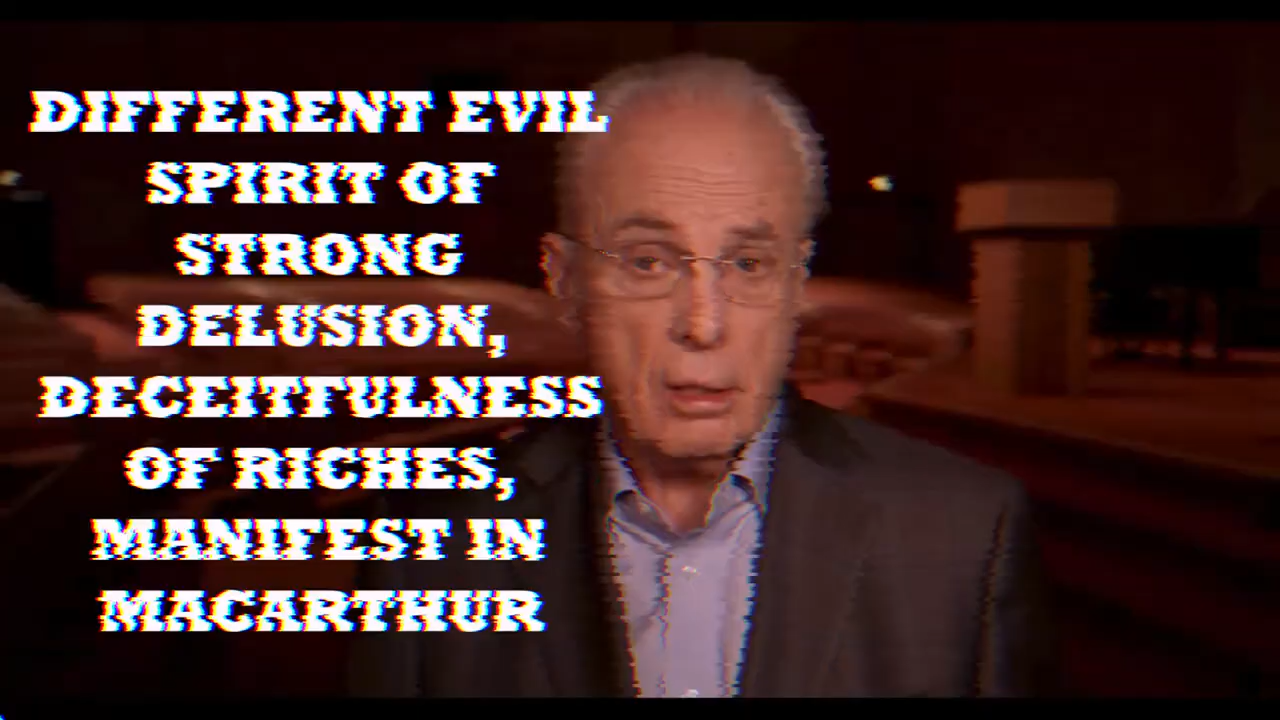 DIFFERENT EVIL
SPIRIT OF
STRONG
DELUSION,
DECEITFULNESS
OF RICHES,
MANIFEST IN
MACARTHUR